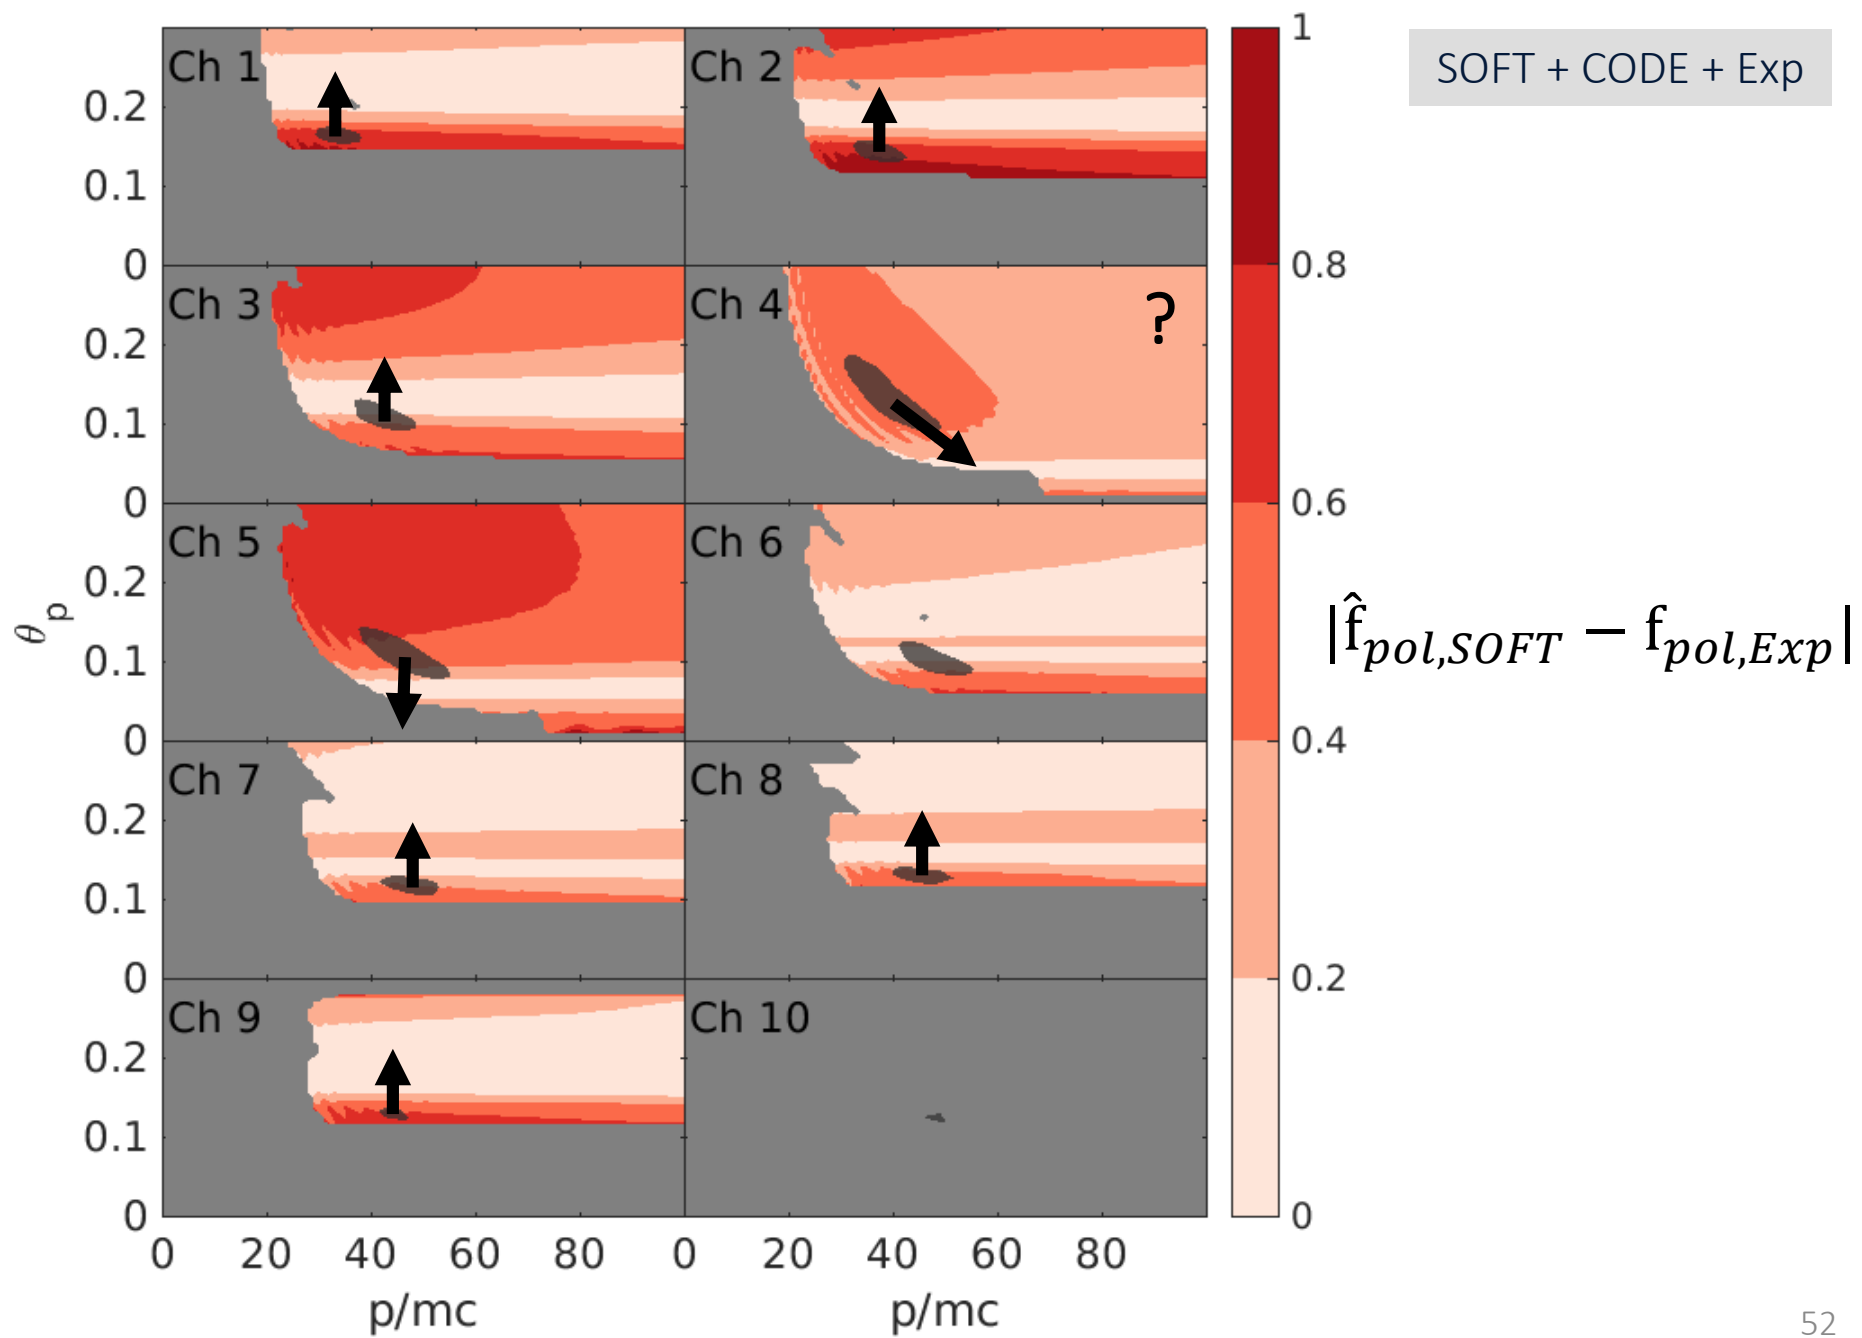 SOFT + CODE + Exp
Ch 1
Ch 2
0.2
0.1
0
Ch 3
Ch 4
?
0.2
0.1
0
Ch 5
Ch 6
0.2
0.1
0
Ch 7
Ch 8
0.2
0.1
0
Ch 9
Ch 10
0.2
0.1
0
θp
0 20 40 60 80 0 20 40 60 80
p/mc p/mc
1
0.8
0.6
0.4
0.2
0
|f̂pol,SOFT − fpol,Exp|
52